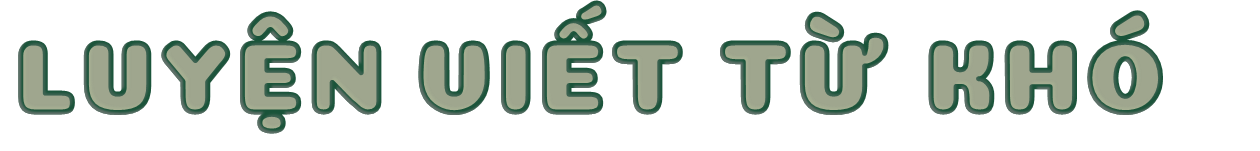 LUYỆN VIẾT TỪ KHÓ